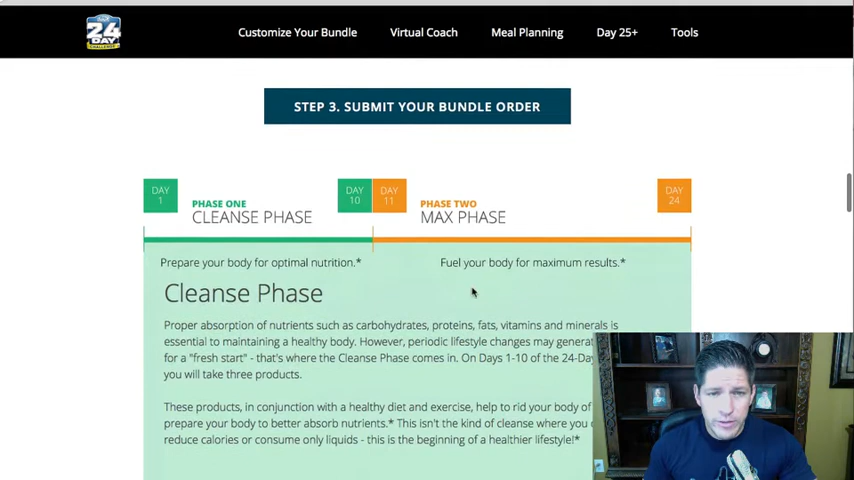 24
DAY
CHALLENGE
Customize Your Bundle
Virtual Coach
Meal Planning
Day 25+
Tools
STEP 3. SUBMIT YOUR BUNDLE ORDER
DAY
1
PHASE ONE
CLEANSE PHASE
DAY
10
DAY
11
PHASE TWO
MAX PHASE
DAY
24
Prepare your body for optimal nutrition.*
Fuel your body for maximum results.*
Cleanse Phase
Proper absorption of nutrients such as carbohydrates, proteins, fats, vitamins and minerals is
essential to maintaining a healthy body. However, periodic lifestyle changes may genera
for a "fresh start" - that's where the Cleanse Phase comes in. On Days 1-10 of the 24-Da
you will take three products.
These products, in conjunction with a healthy diet and exercise, help to rid your body of
prepare your body to better absorb nutrients.* This isn't the kind of cleanse where you
reduce calories or consume only liquids - this is the beginning of a healthier lifestyle!*